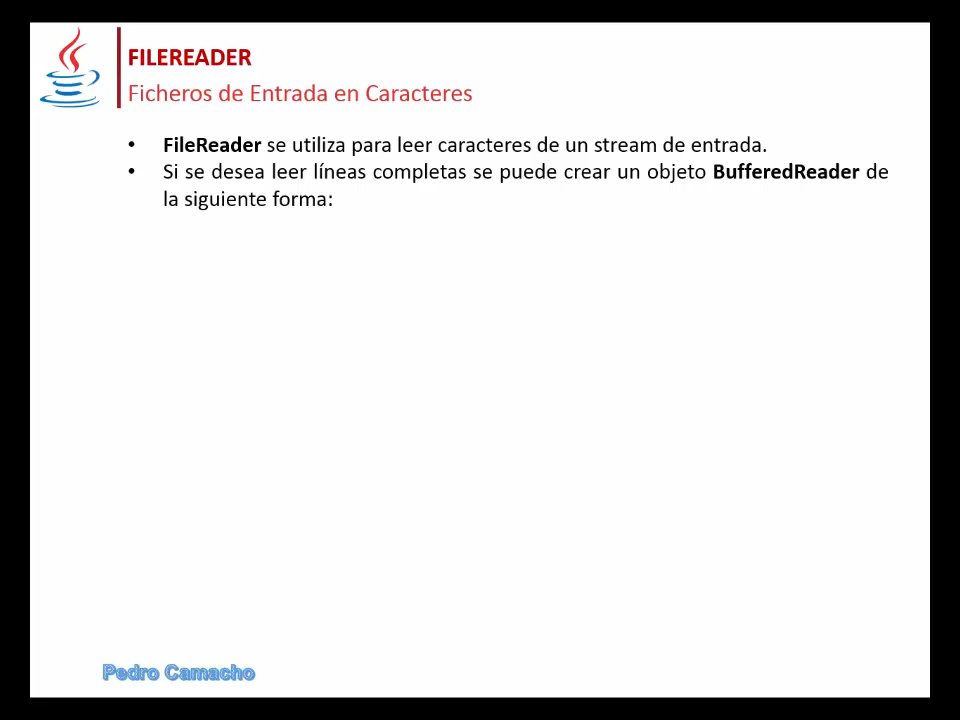 FILEREADER
Ficheros de Entrada en Caracteres
• FileReader se utiliza para leer caracteres de un stream de entrada.
• Si se desea leer líneas completas se puede crear un objeto BufferedReader de
la siguiente forma:
Pedro Camacho